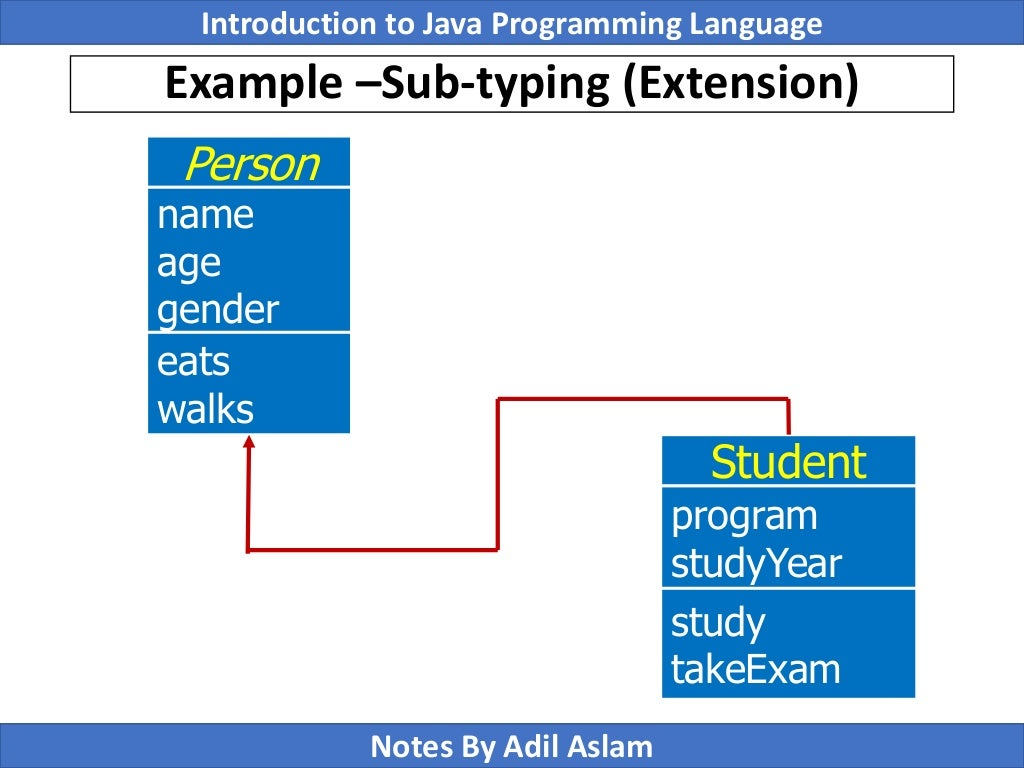 Introduction to Java Programming Language
Example –Sub-typing (Extension)
Person
name
age
gender
eats
walks
Student
program
studyYear
study
takeExam
Notes By Adil Aslam